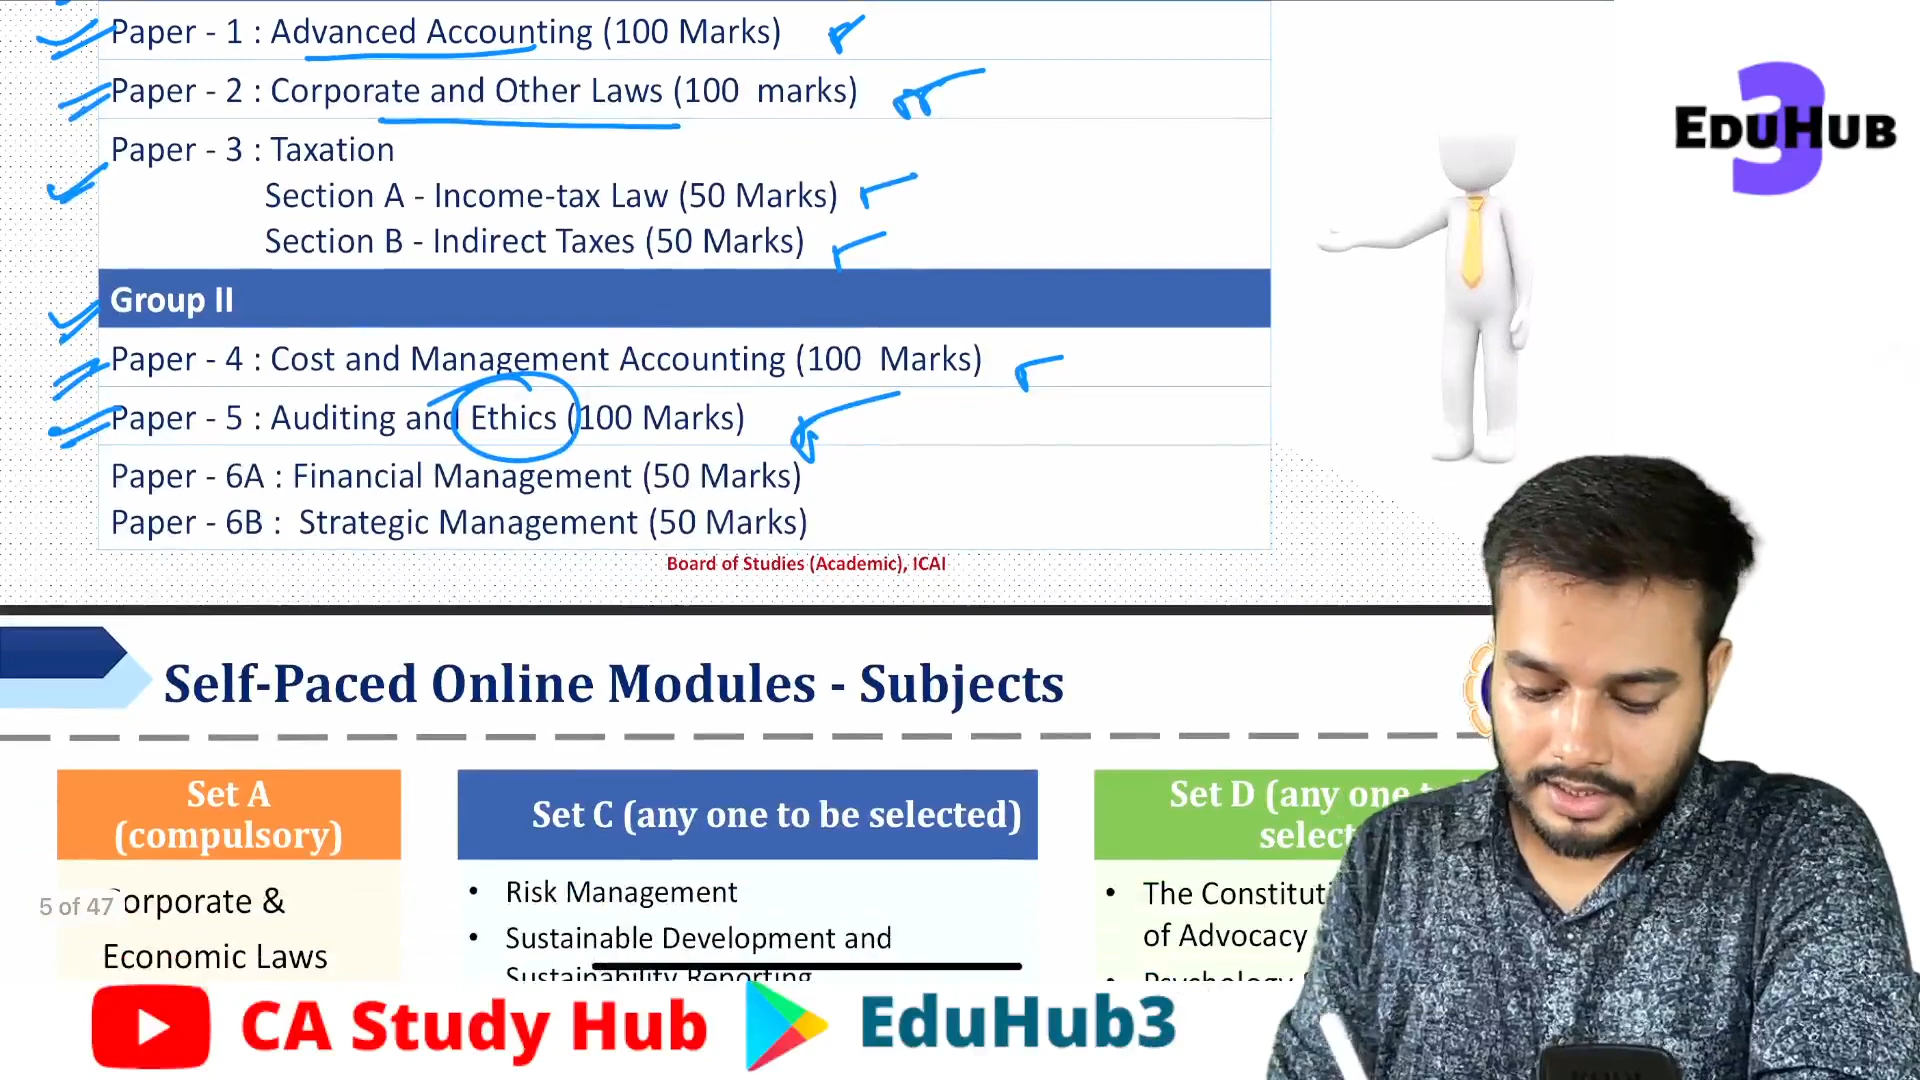 Paper - 1 : Advanced Accounting (100 Marks)
Paper - 2 : Corporate and Other Laws (100 marks)
Paper - 3 : Taxation
Section A - Income-tax Law (50 Marks)
Section B - Indirect Taxes (50 Marks)
Group II
Paper - 4 : Cost and Management Accounting (100 Marks)
Paper - 5 : Auditing and Ethics (100 Marks)
Paper - 6A : Financial Management (50 Marks)
Paper - 6B : Strategic Management (50 Marks)
Board of Studies (Academic), ICAI
3
EDUHUB
Self-Paced Online Modules - Subjects
Set A
(compulsory)
Corporate &
Economic Laws
5 of 47
Set C (any one to be selected)
• Risk Management
• Sustainable Development and
Sustainability Reporting
Set D (any one
• The
of Advocacy
CA Study Hub
EduHub3